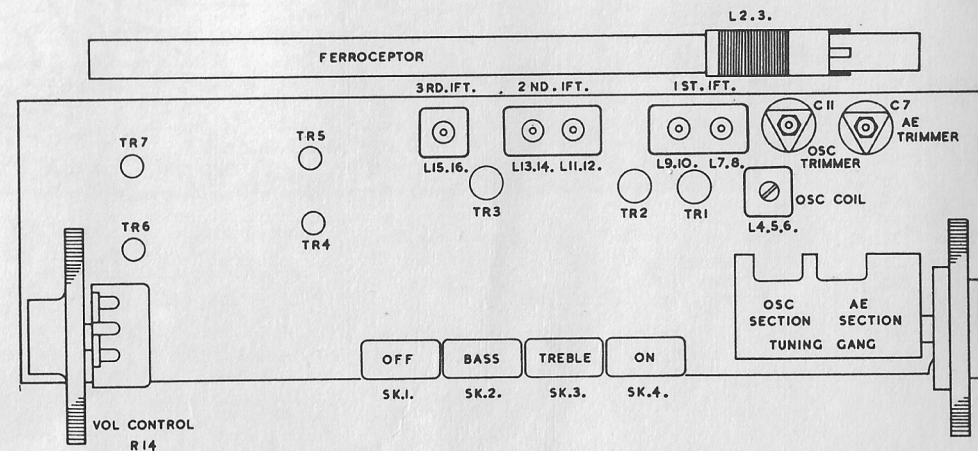 L2.3.
FERROCEPTOR
3RD.IFT.
2ND.IFT.
1ST.IFT.
C11
OSC
TRIMMER
C7
AE
TRIMMER
TR7
TR5
L15.16.
L13.14.
L11.12.
L9.10.
L7.8.
TR3
TR2
TR1
OSC COIL
L4.5.6.
TR6
TR4
OSC
SECTION
AE
SECTION
TUNING GANG
OFF
BASS
TREBLE
ON
SK.1.
SK.2.
SK.3.
SK.4.
VOL CONTROL
R14